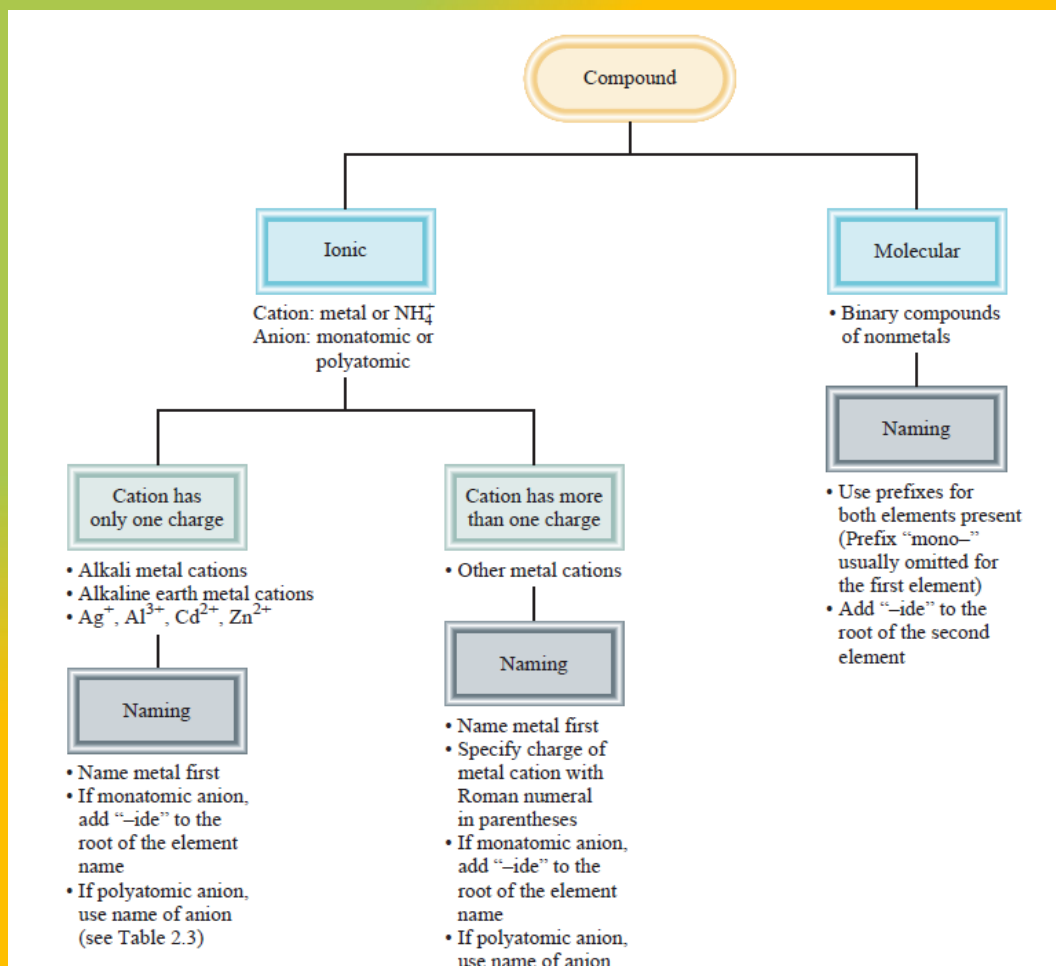 Compound
Ionic
Cation: metal or NH₄⁺
Anion: monatomic or
polyatomic
Cation has
only one charge
• Alkali metal cations
• Alkaline earth metal cations
• Ag⁺, Al³⁺, Cd²⁺, Zn²⁺
Naming
• Name metal first
• If monatomic anion,
add “–ide” to the
root of the element
name
• If polyatomic anion,
use name of anion
(see Table 2.3)
Cation has more
than one charge
• Other metal cations
Naming
• Name metal first
• Specify charge of
metal cation with
Roman numeral
in parentheses
• If monatomic anion,
add “–ide” to the
root of the element
name
• If polyatomic anion,
use name of anion
Molecular
• Binary compounds
of nonmetals
Naming
• Use prefixes for
both elements present
(Prefix “mono–”
usually omitted for
the first element)
• Add “–ide” to the
root of the second
element